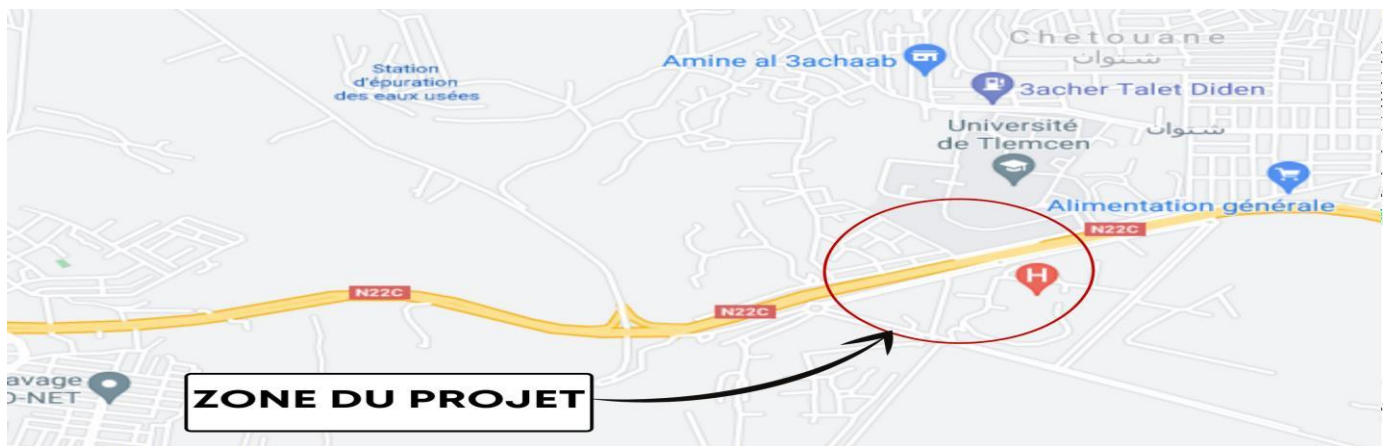 Chetouane
شتوان
Amine al 3achaab
Station
d'épuration
des eaux usées
3acher Talet Diden
Université
de Tlemcen
شتوان
Alimentation générale
N22C
H
N22C
N22C
avage
O-NET
ZONE DU PROJET